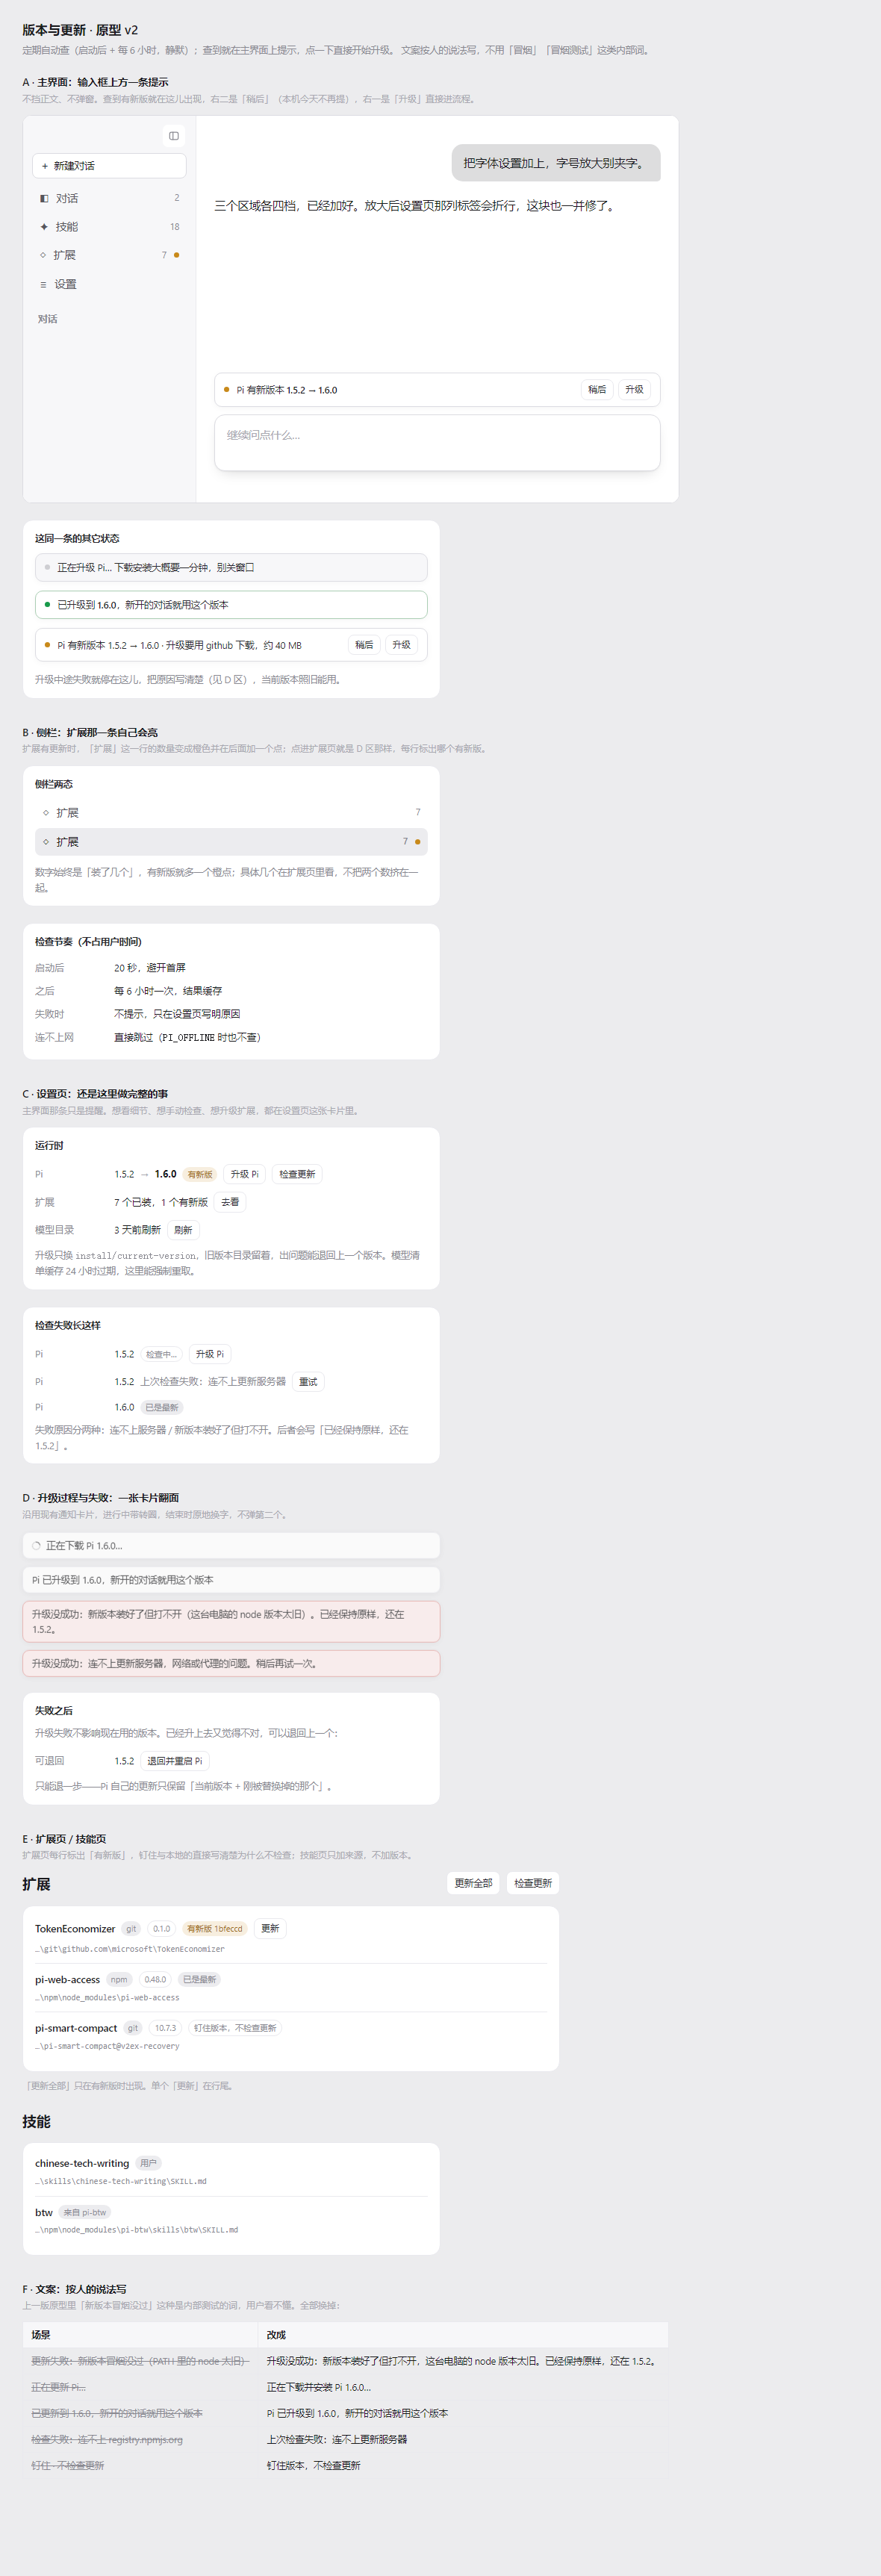 版本与更新 · 原型 v2
定期自动查（启动后 + 每 6 小时，静默）；查到就在主界面上提示，点一下直接开始升级。 文案按人的说法写，不用「冒烟」「冒烟测试」这类内部词。
A · 主界面：输入框上方一条提示
不挡正文，不弹窗。查到有新版就在这儿出现，右二是「稍后」（本机今天不再提），右一是「升级」直接进流程。
+ 新建对话
对话 2
技能 18
扩展 7
设置
对话
把字体设置加上，字号放大别夹字。
三个区域各四档，已经加好。放大后设置页那列标签会折行，这块也一并修了。
Pi 有新版本 1.5.2 → 1.6.0 稍后 升级
继续问点什么…
这同一条的其它状态
正在升级 Pi… 下载安装大概要一分钟，别关窗口
已升级到 1.6.0，新开的对话就用这个版本
Pi 有新版本 1.5.2 → 1.6.0 · 升级要用 github 下载，约 40 MB 稍后 升级
升级中途失败就停在这儿，把原因写清楚（见 D 区），当前版本照旧能用。
B · 侧栏：扩展那一条自己会亮
扩展有更新时，「扩展」这一行的数量变成橙色并在后面加一个点；点进扩展页就是 D 区那样，每行标出哪个有新版。
侧栏两态
扩展 7
扩展 7
数字始终是「装了几个」，有新版就多一个橙点；具体几个在扩展页里看，不把两个数挤在一
起。
检查节奏（不占用户时间）
启动后 20 秒，避开首屏
之后 每 6 小时一次，结果缓存
失败时 不提示，只在设置页写明原因
连不上网 直接跳过（PI_OFFLINE 时也不查）
C · 设置页：还是这里做完整的事
主界面那条只是提醒。想看细节、想手动检查、想升级扩展，都在设置页这张卡片里。
运行时
Pi 1.5.2 → 1.6.0 有新版 升级 Pi 检查更新
扩展 7 个已装，1 个有新版 去看
模型目录 3 天前刷新 刷新
升级只换 install/current-version，旧版本目录留着，出问题能退回上一个版本。模型清
单缓存 24 小时过期，这里能强制重取。
检查失败长这样
Pi 1.5.2 检查中… 升级 Pi
Pi 1.5.2 上次检查失败：连不上更新服务器 重试
Pi 1.6.0 已是最新
失败原因分两种：连不上服务器 / 新版本装好了但打不开。后者会写「已经保持原样，还在
1.5.2」。
D · 升级过程与失败：一张卡片翻面
沿用现有通知卡片，进行中带转圈，结束时原地换字，不弹第二个。
正在下载 Pi 1.6.0…
Pi 已升级到 1.6.0，新开的对话就用这个版本
升级没成功：新版本装好了但打不开（这台电脑的 node 版本太旧）。已经保持原样，还在
1.5.2。
升级没成功：连不上更新服务器，网络或代理的问题。稍后再试一次。
失败之后
升级失败不影响现在用的版本。已经升上去又觉得不对，可以退回上一个：
可退回 1.5.2 退回并重启 Pi
只能退一步——Pi 自己的更新只保留「当前版本 + 刚被替换掉的那个」。
E · 扩展页 / 技能页
扩展页每行标出「有新版」，钉住与本地的直接写清楚为什么不检查；技能页只加来源，不加版本。
扩展 更新全部 检查更新
TokenEconomizer git 0.1.0 有新版 1bfeccd 更新
…\git\github.com\microsoft\TokenEconomizer
pi-web-access npm 0.48.0 已是最新
…\npm\node_modules\pi-web-access
pi-smart-compact git 10.7.3 钉住版本，不检查更新
…\pi-smart-compact@v2ex-recovery
「更新全部」只在有新版时出现。单个「更新」在行尾。
技能
chinese-tech-writing 用户
…\skills\chinese-tech-writing\SKILL.md
btw 来自 pi-btw
…\npm\node_modules\pi-btw\skills\btw\SKILL.md
F · 文案：按人的说法写
上一版原型里「新版本冒烟没过」这种是内部测试的词，用户看不懂。全部换掉：
场景 改成
更新失败：新版本冒烟没过（PATH 里的 node 太旧） 升级没成功：新版本装好了但打不开，这台电脑的 node 版本太旧。已经保持原样，还在 1.5.2。
正在更新 Pi… 正在下载并安装 Pi 1.6.0…
已更新到 1.6.0，新开的对话就用这个版本 Pi 已升级到 1.6.0，新开的对话就用这个版本
检查失败：连不上 registry.npmjs.org 上次检查失败：连不上更新服务器
钉住 · 不检查更新 钉住版本，不检查更新